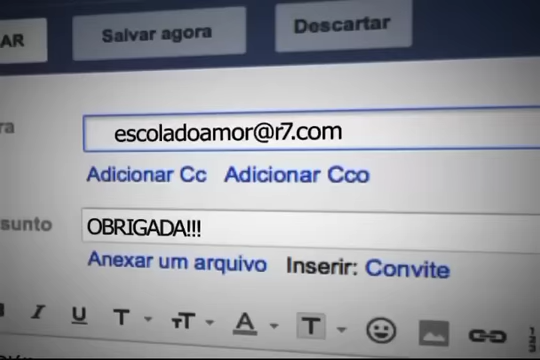 AR Salvar agora Descartar
ra escoladoamor@r7.com
Adicionar Cc Adicionar Cco
sunto OBRIGADA!!!
Anexar um arquivo Inserir: Convite
I U T TT A T